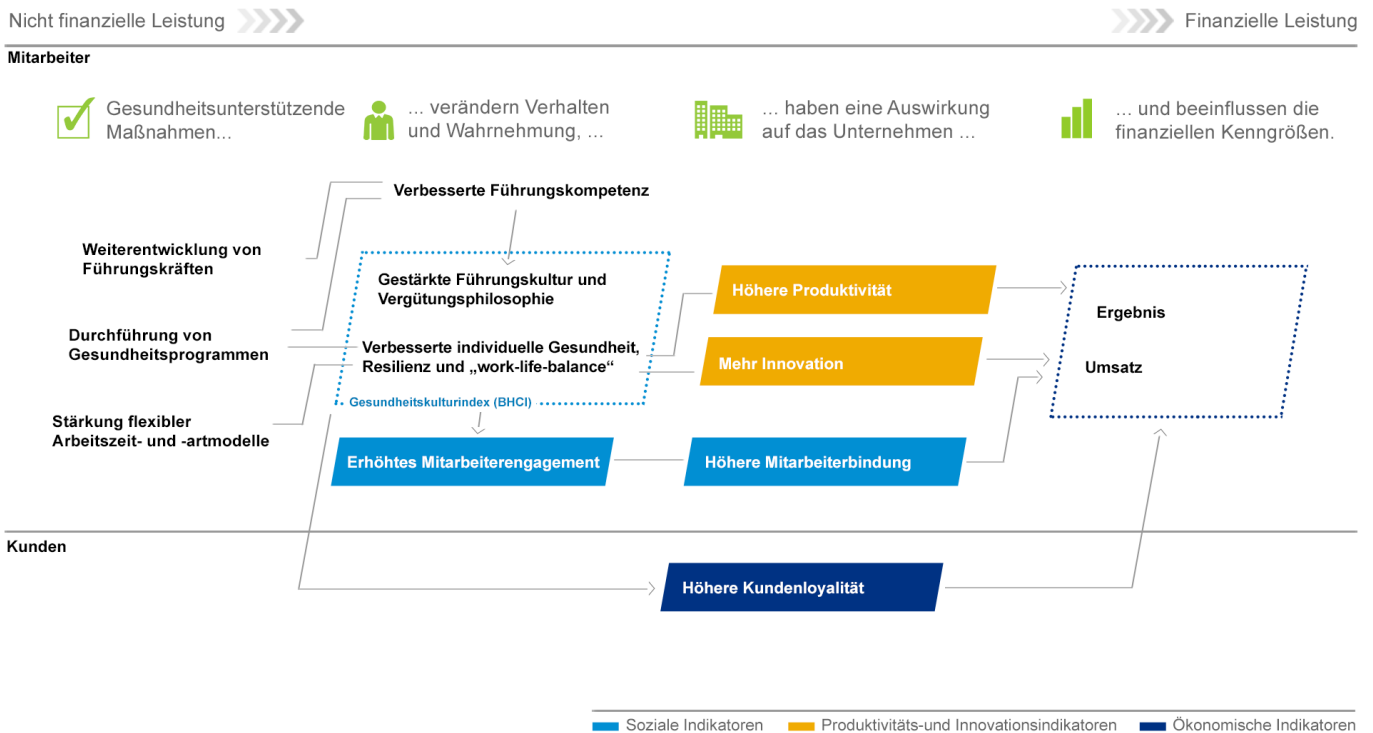 Nicht finanzielle Leistung
Finanzielle Leistung
Mitarbeiter
Gesundheitsunterstützende
Maßnahmen...
... verändern Verhalten
und Wahrnehmung, ...
... haben eine Auswirkung
auf das Unternehmen ...
... und beeinflussen die
finanziellen Kenngrößen.
Verbesserte Führungskompetenz
Weiterentwicklung von
Führungskräften
Gestärkte Führungskultur und
Vergütungsphilosophie
Höhere Produktivität
Ergebnis
Durchführung von
Gesundheitsprogrammen
Verbesserte individuelle Gesundheit,
Resilienz und „work-life-balance“
Mehr Innovation
Umsatz
Gesundheitskulturindex (BHCI)
Stärkung flexibler
Arbeitszeit- und -artmodelle
Erhöhtes Mitarbeiterengagement
Höhere Mitarbeiterbindung
Kunden
Höhere Kundenloyalität
Soziale Indikatoren
Produktivitäts-und Innovationsindikatoren
Ökonomische Indikatoren